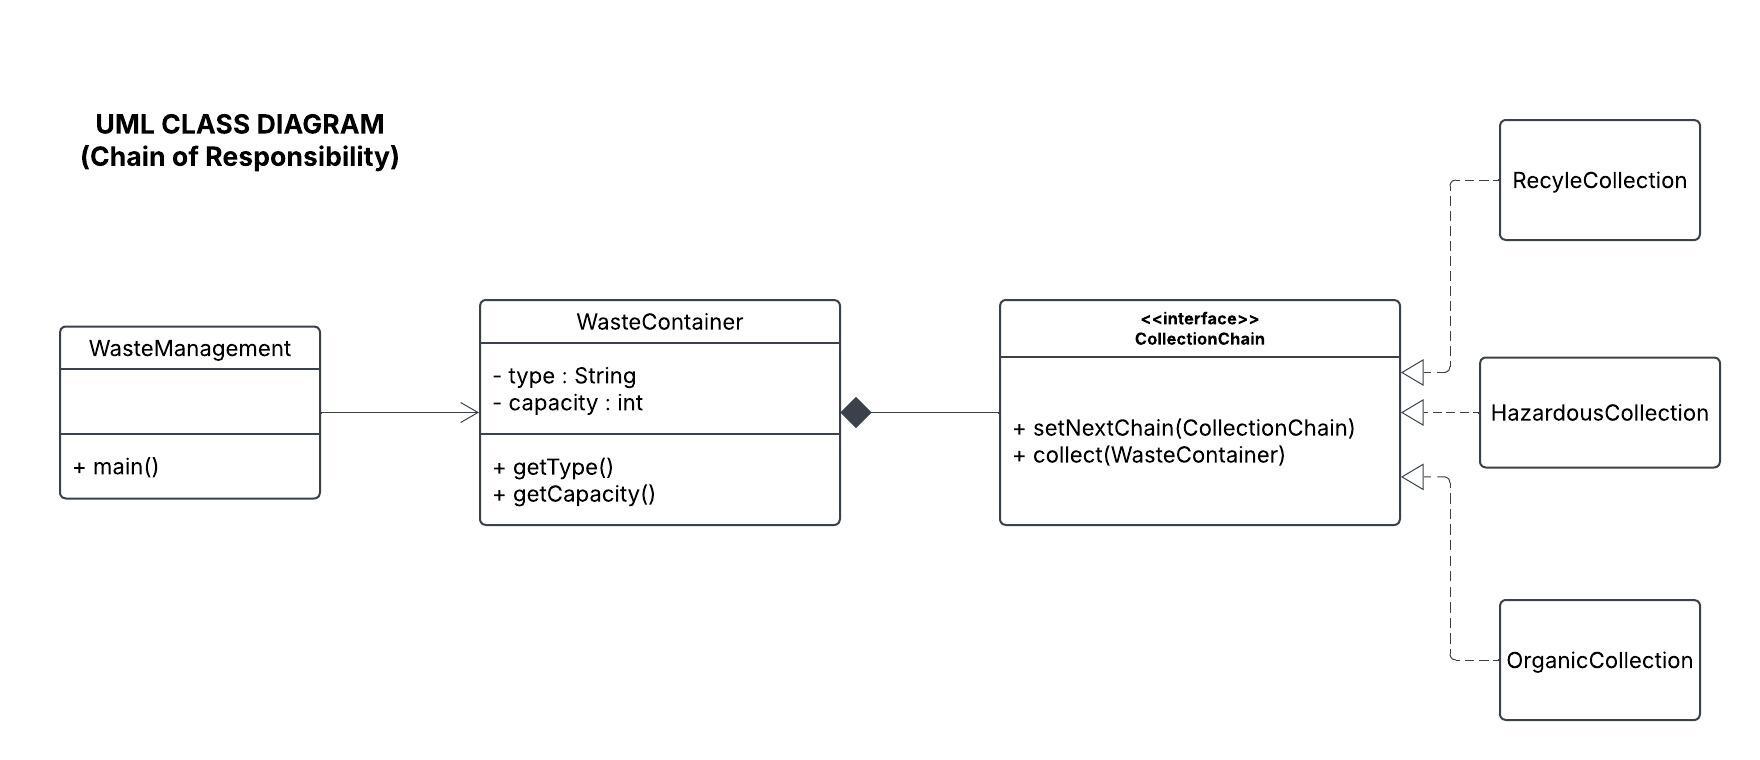 UML CLASS DIAGRAM
(Chain of Responsibility)
WasteManagement
+ main()
WasteContainer
- type : String
- capacity : int
+ getType()
+ getCapacity()
<<interface>>
CollectionChain
+ setNextChain(CollectionChain)
+ collect(WasteContainer)
RecyleCollection
HazardousCollection
OrganicCollection